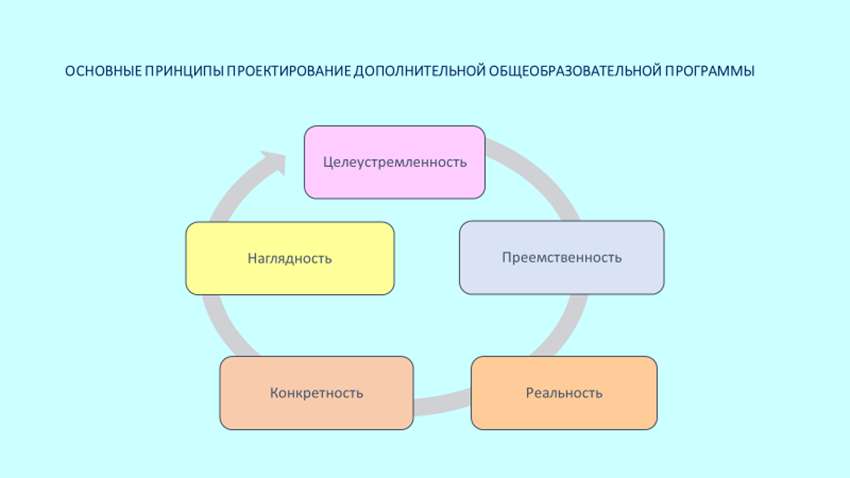 ОСНОВНЫЕ ПРИНЦИПЫ ПРОЕКТИРОВАНИЕ ДОПОЛНИТЕЛЬНОЙ ОБЩЕОБРАЗОВАТЕЛЬНОЙ ПРОГРАММЫ
Целеустремленность
Преемственность
Реальность
Конкретность
Наглядность